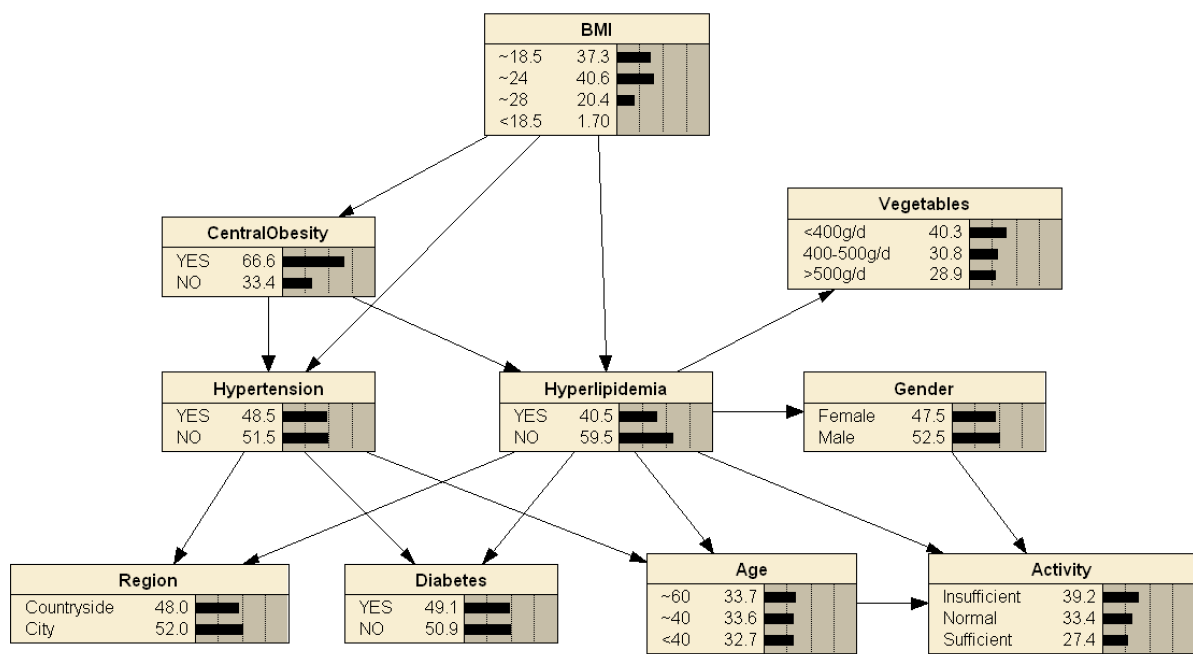 BMI
~18.5 37.3
~24 40.6
~28 20.4
<18.5 1.70
Vegetables
<400g/d 40.3
400-500g/d 30.8
>500g/d 28.9
CentralObesity
YES 66.6
NO 33.4
Hypertension
YES 48.5
NO 51.5
Hyperlipidemia
YES 40.5
NO 59.5
Gender
Female 47.5
Male 52.5
Region
Countryside 48.0
City 52.0
Diabetes
YES 49.1
NO 50.9
Age
~60 33.7
~40 33.6
<40 32.7
Activity
Insufficient 39.2
Normal 33.4
Sufficient 27.4